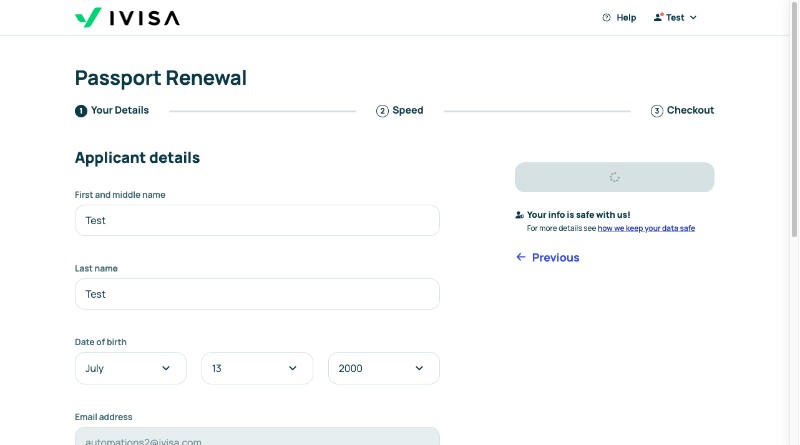 IVISA
Help
Test
Passport Renewal
1 Your Details
2 Speed
3 Checkout
Applicant details
First and middle name
Test
Your info is safe with us!
For more details see how we keep your data safe
Previous
Last name
Test
Date of birth
July
13
2000
Email address
automations2@ivisa.com